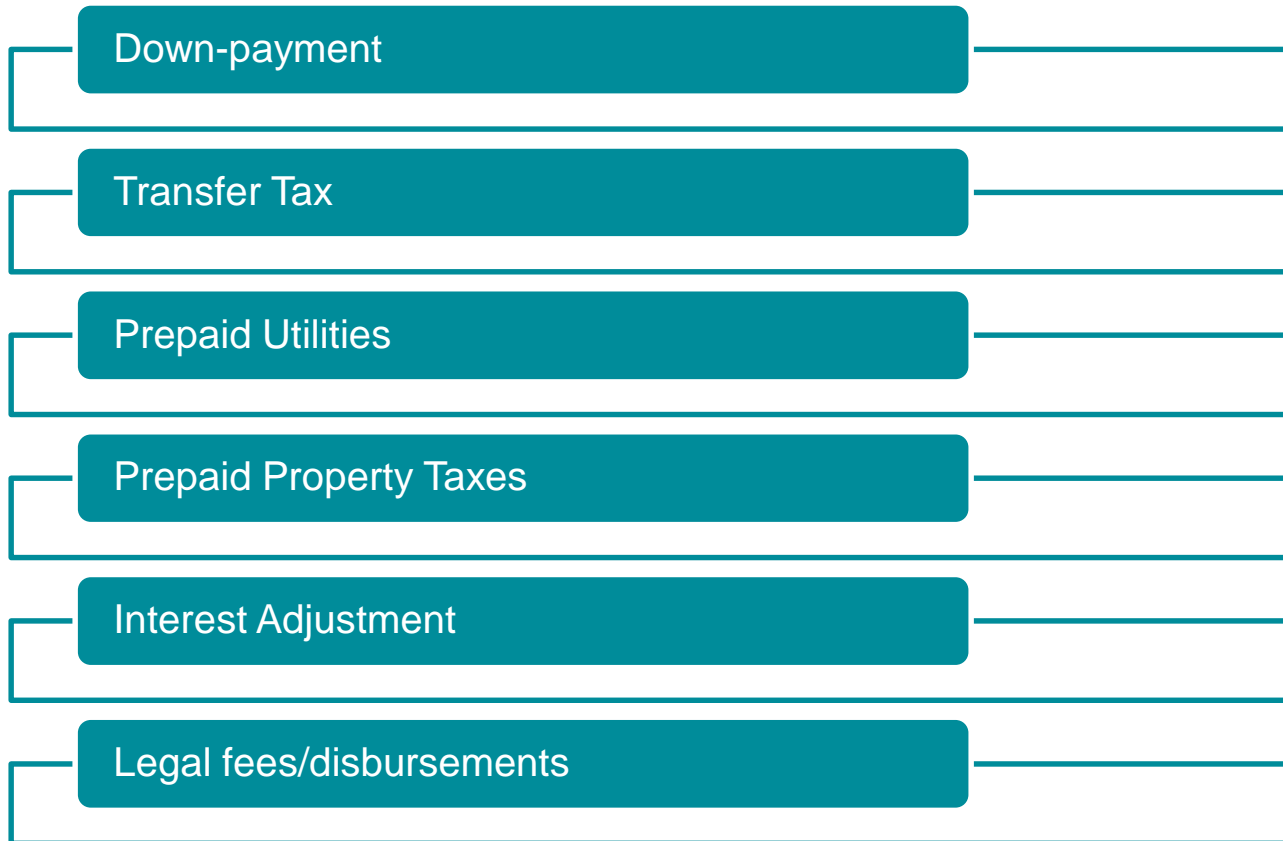 Down-payment
Transfer Tax
Prepaid Utilities
Prepaid Property Taxes
Interest Adjustment
Legal fees/disbursements